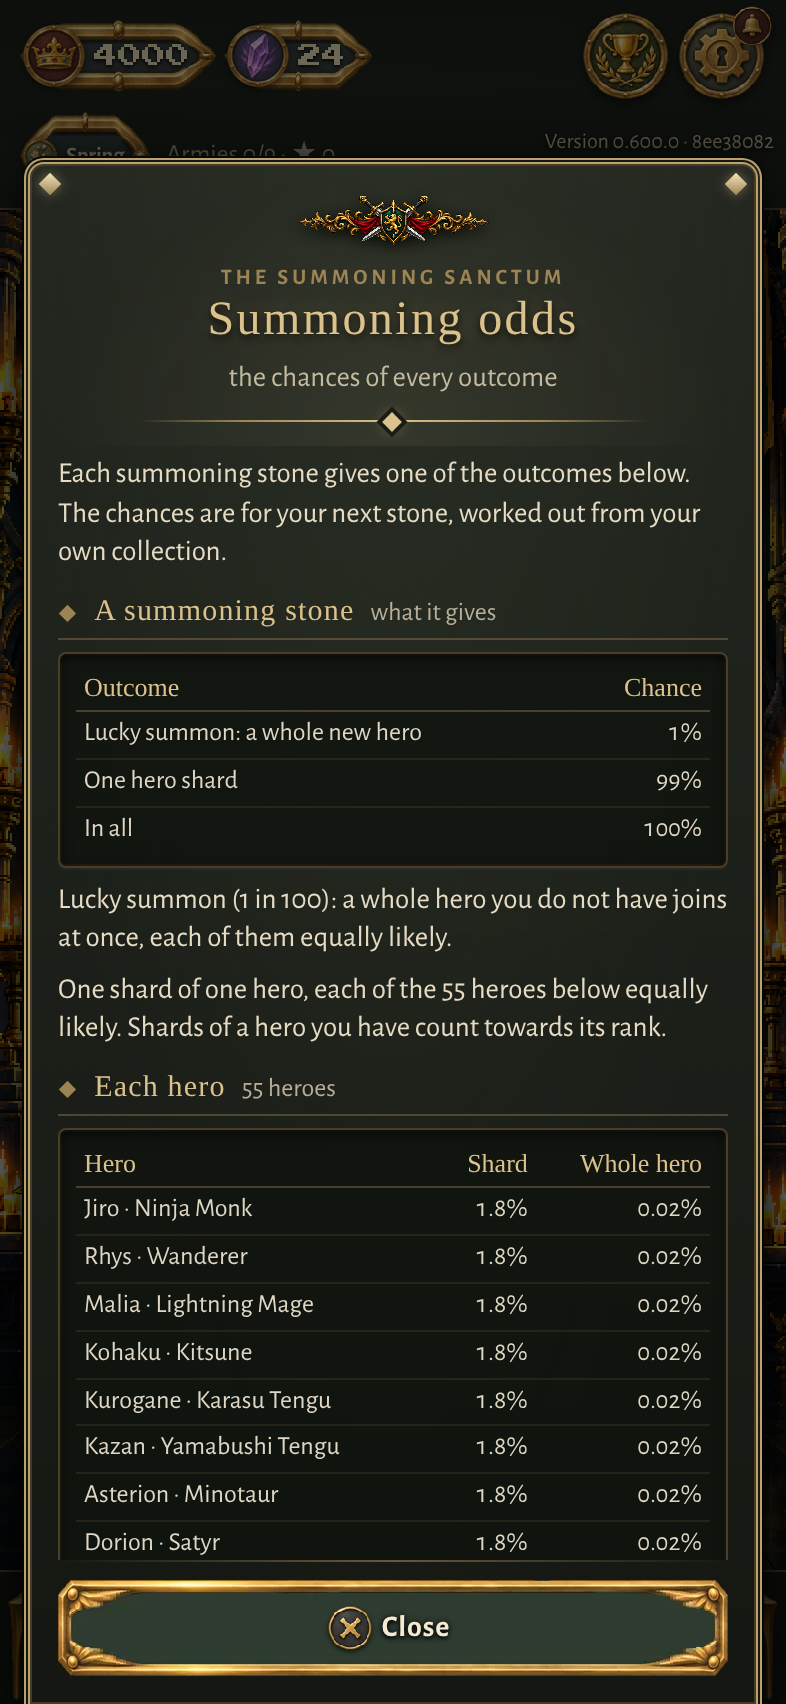 4000
24
Spring
Armies 0/9 · ★ 0
Version 0.600.0 · 8ee38082
THE SUMMONING SANCTUM
Summoning odds
the chances of every outcome
Each summoning stone gives one of the outcomes below.
The chances are for your next stone, worked out from your
own collection.
A summoning stone what it gives
Outcome Chance
Lucky summon: a whole new hero 1%
One hero shard 99%
In all 100%
Lucky summon (1 in 100): a whole hero you do not have joins
at once, each of them equally likely.
One shard of one hero, each of the 55 heroes below equally
likely. Shards of a hero you have count towards its rank.
Each hero 55 heroes
Hero Shard Whole hero
Jiro · Ninja Monk 1.8% 0.02%
Rhys · Wanderer 1.8% 0.02%
Malia · Lightning Mage 1.8% 0.02%
Kohaku · Kitsune 1.8% 0.02%
Kurogane · Karasu Tengu 1.8% 0.02%
Kazan · Yamabushi Tengu 1.8% 0.02%
Asterion · Minotaur 1.8% 0.02%
Dorion · Satyr 1.8% 0.02%
Close